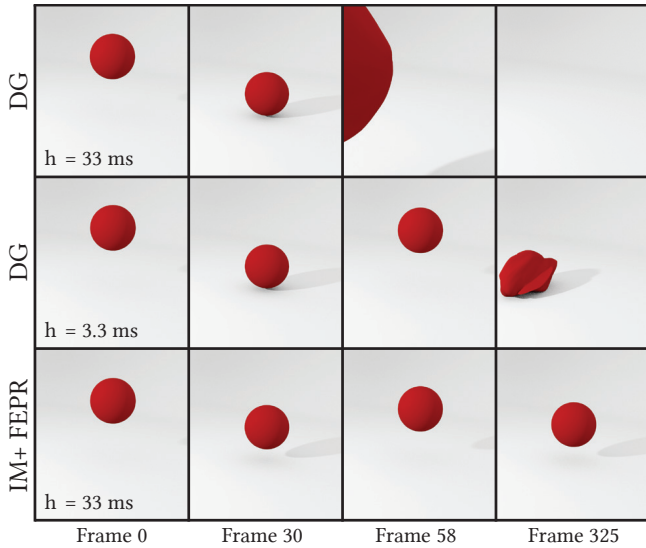 DG
h = 33 ms
DG
h = 3.3 ms
IM+ FEPR
h = 33 ms
Frame 0
Frame 30
Frame 58
Frame 325